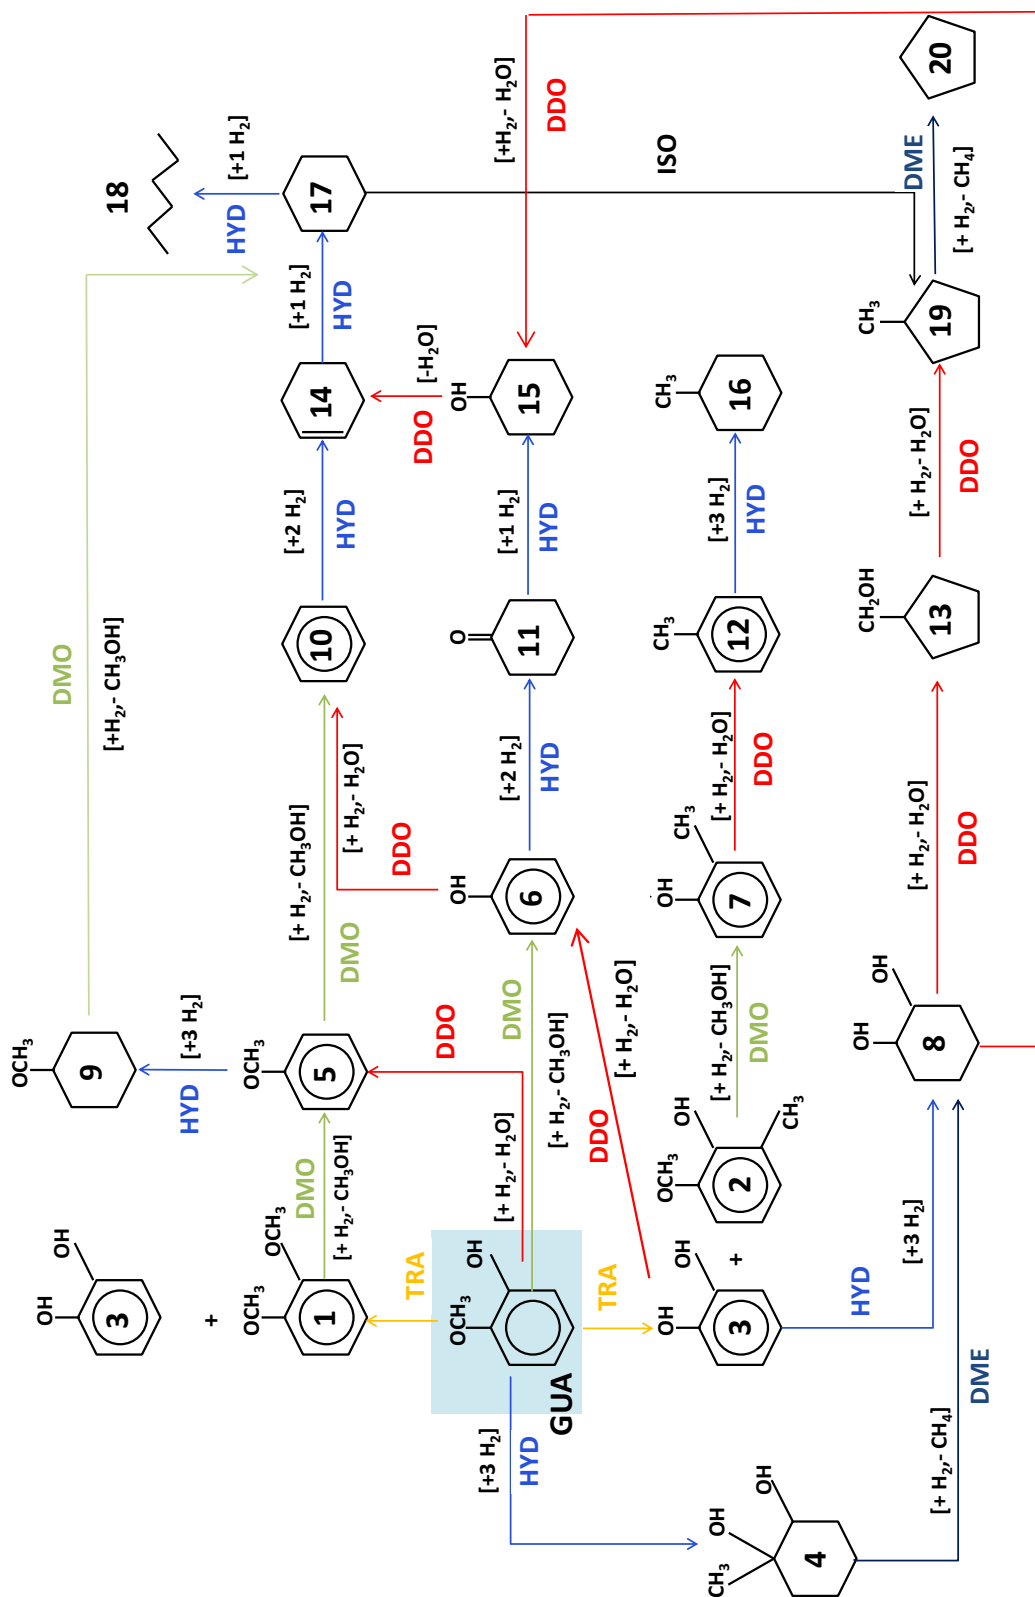 GUA
OCH₃
OH
TRA
TRA
OH
OH
3
+
OCH₃
OCH₃
1
OH
OH
3
+
OCH₃
OH
CH₃
2
[+3 H₂]
HYD
CH₃
OH
OH
4
[+ H₂,- CH₄]
DME
DMO
[+ H₂,- CH₃OH]
[+ H₂,- H₂O]
DDO
DMO
[+ H₂,- CH₃OH]
DDO
[+ H₂,- H₂O]
[+ H₂,- CH₃OH]
DMO
[+3 H₂]
HYD
OCH₃
9
HYD
[+3 H₂]
OCH₃
5
OH
6
OH
CH₃
7
OH
OH
8
DMO
[+H₂,- CH₃OH]
[+ H₂,- CH₃OH]
DMO
[+ H₂,- H₂O]
DDO
[+2 H₂]
HYD
[+ H₂,- H₂O]
DDO
[+ H₂,- H₂O]
DDO
10
O
11
CH₃
12
CH₂OH
13
[+2 H₂]
HYD
[+1 H₂]
HYD
[+3 H₂]
HYD
[+ H₂,- H₂O]
DDO
14
DDO
[-H₂O]
OH
15
CH₃
16
[+1 H₂]
HYD
17
HYD
[+1 H₂]
18
ISO
[+H₂,- H₂O]
DDO
CH₃
19
DME
[+ H₂,- CH₄]
20